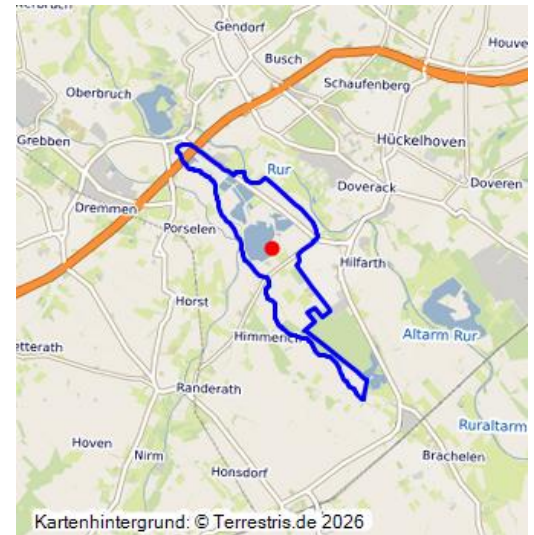 Gendorf
Houve
Busch
Schaufenberg
Oberbruch
Grebben
Hückelhoven
Rur
Doverack
Doveren
Dremmen
Porselen
Hilfarth
Horst
Altarm Rur
Himmerich
etterath
Randerath
Ruraltarm
Hoven
Nirm
Brachelen
Honsdorf
Kartenhintergrund: © Terrestris.de 2026